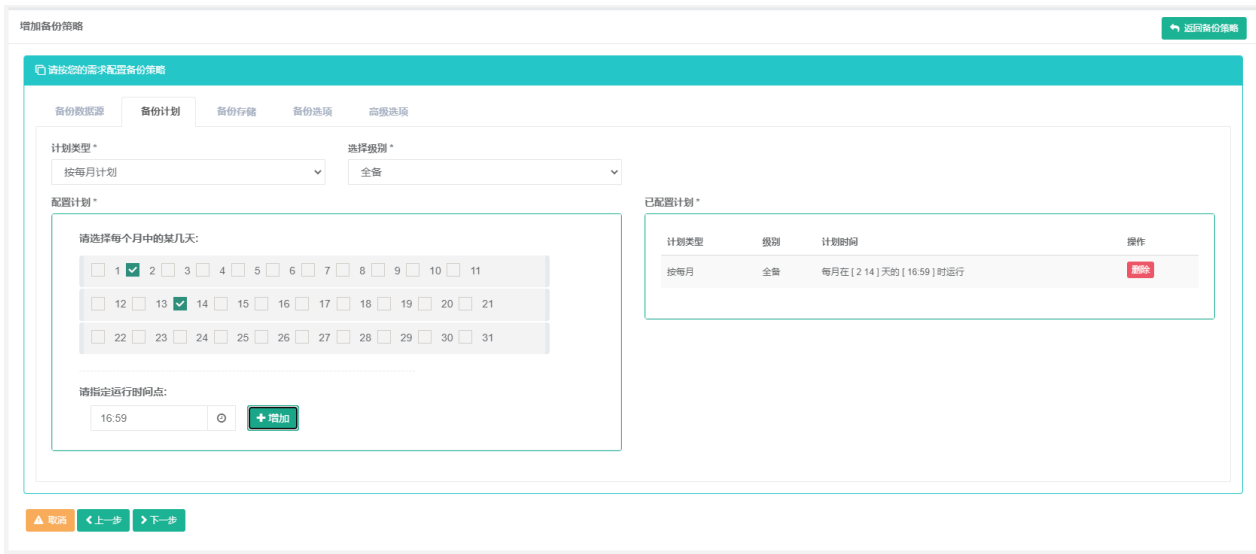 增加备份策略
返回备份策略
请按您的需求配置备份策略
备份数据源 备份计划 备份存储 备份选项 高级选项
计划类型 * 选择级别 *
按每月计划 全备
配置计划 * 已配置计划 *
请选择每个月中的某几天:
1 2 3 4 5 6 7 8 9 10 11
12 13 14 15 16 17 18 19 20 21
22 23 24 25 26 27 28 29 30 31
请指定运行时间点:
16:59 增加
计划类型 级别 计划时间 操作
按每月 全备 每月在 [ 2 14 ] 天的 [ 16:59 ] 时运行 删除
取消 上一步 下一步